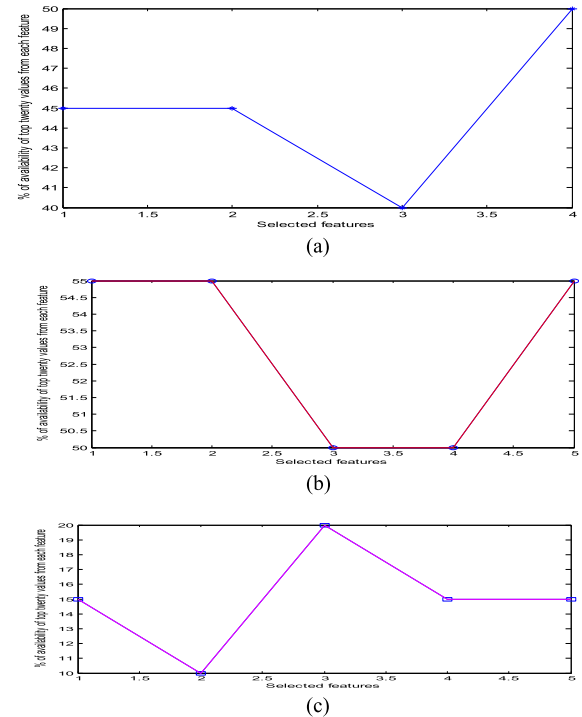 50
49
48
47
46
45
44
43
42
41
40
% of availability of top twenty values from each feature
1 1.5 2 2.5 3 3.5 4
Selected features
(a)
55
54.5
54
53.5
53
52.5
52
51.5
51
50.5
50
% of availability of top twenty values from each feature
1 1.5 2 2.5 3 3.5 4 4.5 5
Selected features
(b)
20
19
18
17
16
15
14
13
12
11
10
% of availability of top twenty values from each feature
1 1.5 2 2.5 3 3.5 4 4.5 5
Selected features
(c)